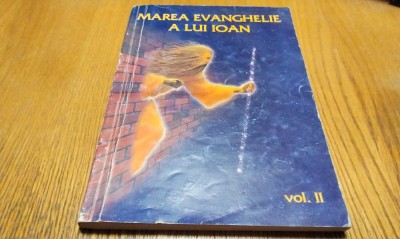 MAREA EVANGHELIE
A LUI IOAN
vol. II